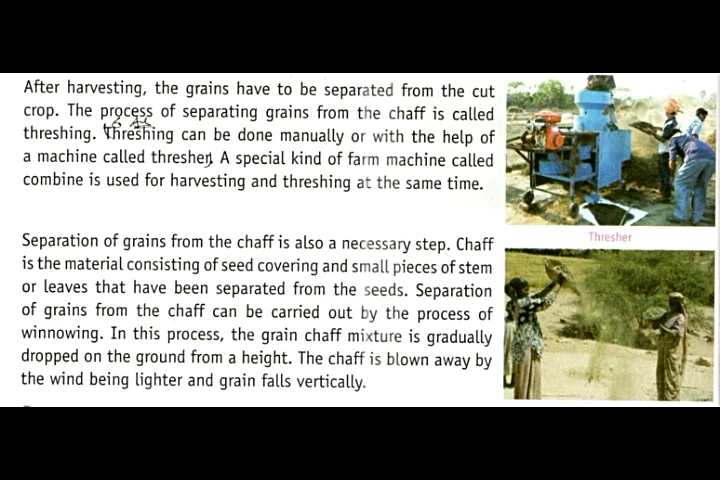 After harvesting, the grains have to be separated from the cut
crop. The process of separating grains from the chaff is called
threshing. Threshing can be done manually or with the help of
a machine called thresher. A special kind of farm machine called
combine is used for harvesting and threshing at the same time.
Thresher
Separation of grains from the chaff is also a necessary step. Chaff
is the material consisting of seed covering and small pieces of stem
or leaves that have been separated from the seeds. Separation
of grains from the chaff can be carried out by the process of
winnowing. In this process, the grain chaff mixture is gradually
dropped on the ground from a height. The chaff is blown away by
the wind being lighter and grain falls vertically.